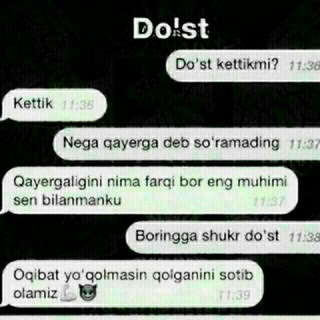 Do'st
Do'st kettikmi? 11:36
Kettik 11:36
Nega qayerga deb so'ramading 11:37
Qayergaligini nima farqi bor eng muhimi
sen bilanmanku 11:37
Boringga shukr do'st 11:38
Oqibat yo'qolmasin qolganini sotib
olamiz💪😈 11:39